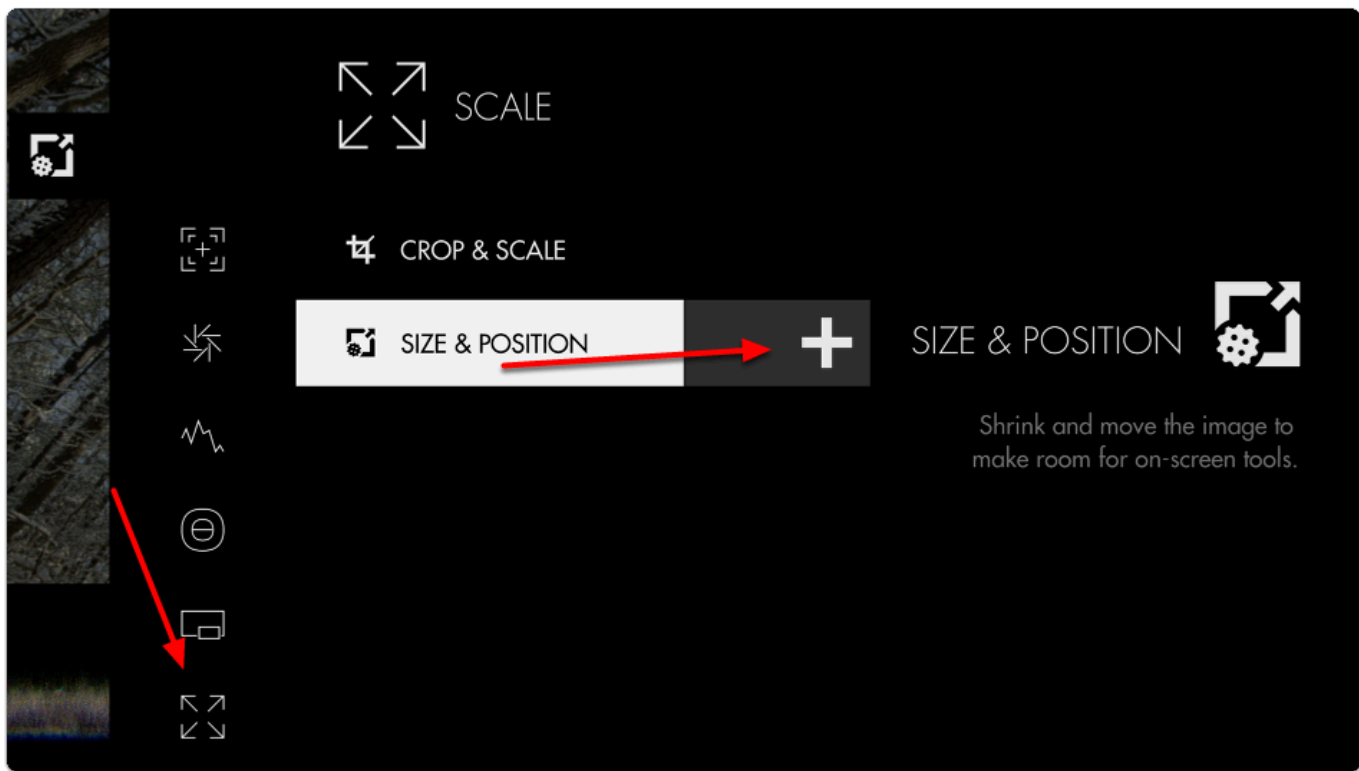 SCALE
CROP & SCALE
SIZE & POSITION
SIZE & POSITION
Shrink and move the image to
make room for on-screen tools.